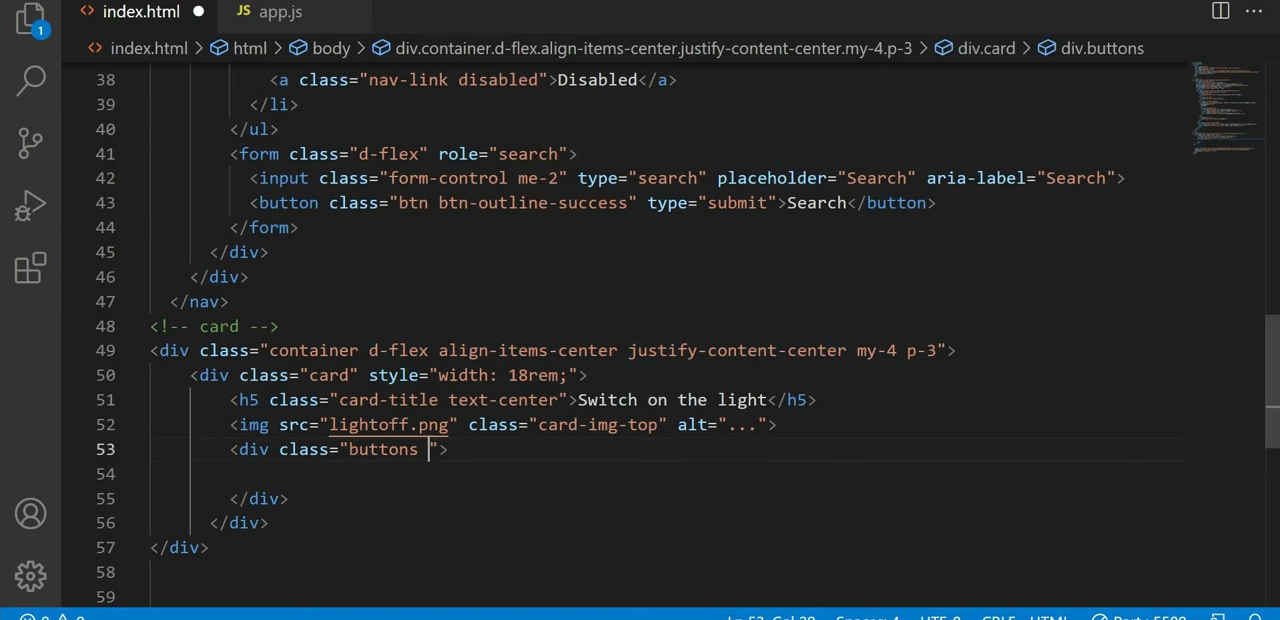 index.html
JS app.js
1
index.html > html > body > div.container.d-flex.align-items-center.justify-content-center.my-4.p-3 > div.card > div.buttons
38 <a class="nav-link disabled">Disabled</a>
39 </li>
40 </ul>
41 <form class="d-flex" role="search">
42 <input class="form-control me-2" type="search" placeholder="Search" aria-label="Search">
43 <button class="btn btn-outline-success" type="submit">Search</button>
44 </form>
45 </div>
46 </div>
47 </nav>
48 <!-- card -->
49 <div class="container d-flex align-items-center justify-content-center my-4 p-3">
50 <div class="card" style="width: 18rem;">
51 <h5 class="card-title text-center">Switch on the light</h5>
52 <img src="lightoff.png" class="card-img-top" alt="...">
53 <div class="buttons ">
54
55 </div>
56 </div>
57 </div>
58
59